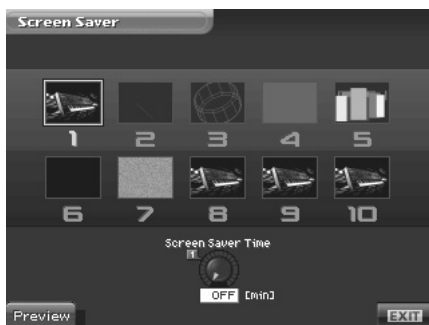 Screen Saver
1 2 3 4 5
6 7 8 9 10
Screen Saver Time
1
OFF [min]
Preview EXIT